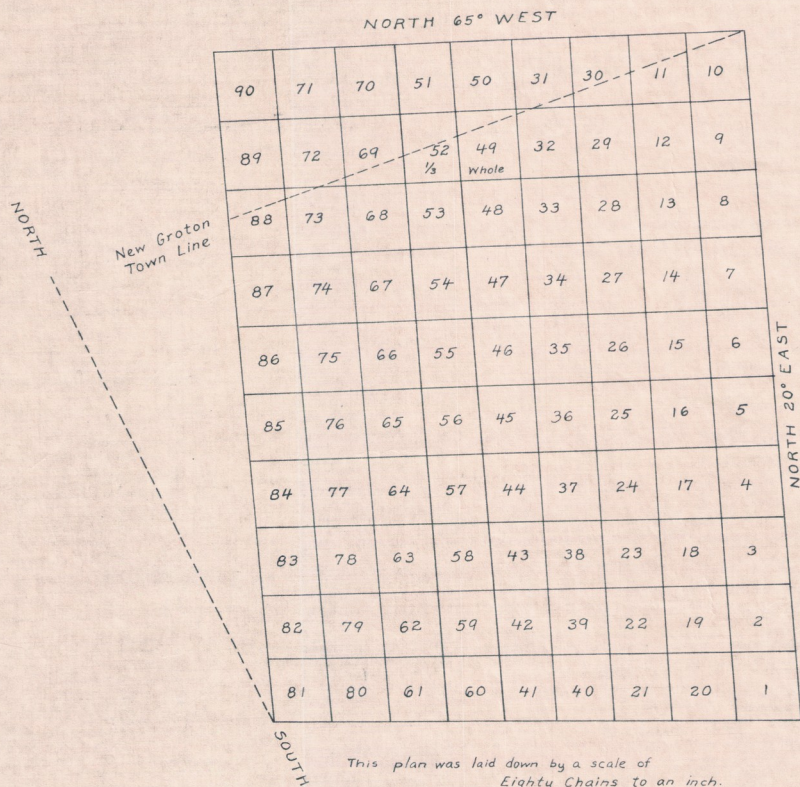 NORTH 65° WEST
90 71 70 51 50 31 30 11 10
89 72 69 52 49 32 29 12 9
⅓ Whole
88 73 68 53 48 33 28 13 8
New Groton
Town Line
NORTH
87 74 67 54 47 34 27 14 7
86 75 66 55 46 35 26 15 6
85 76 65 56 45 36 25 16 5
NORTH 20° EAST
84 77 64 57 44 37 24 17 4
83 78 63 58 43 38 23 18 3
82 79 62 59 42 39 22 19 2
81 80 61 60 41 40 21 20 1
SOUTH
This plan was laid down by a scale of
Eighty Chains to an inch.